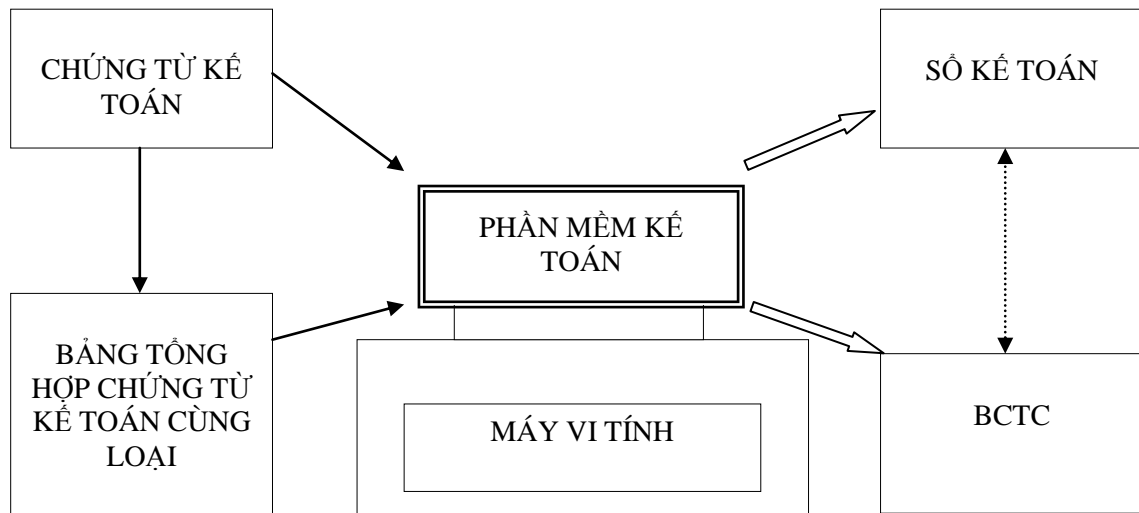 CHỨNG TỪ KẾ
TOÁN
SỔ KẾ TOÁN
PHẦN MỀM KẾ
TOÁN
BẢNG TỔNG
HỢP CHỨNG TỪ
KẾ TOÁN CÙNG
LOẠI
MÁY VI TÍNH
BCTC